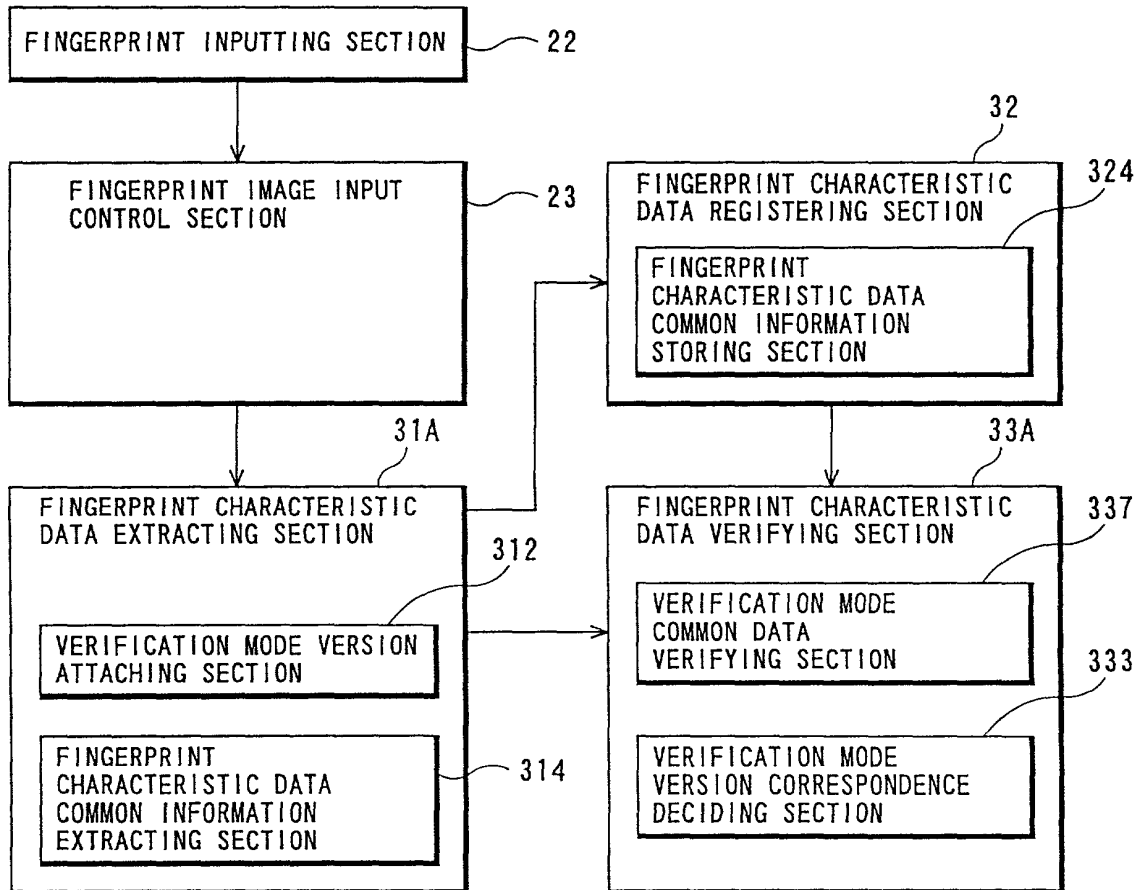 FINGERPRINT INPUTTING SECTION
22
FINGERPRINT IMAGE INPUT
CONTROL SECTION
23
31A
FINGERPRINT CHARACTERISTIC
DATA EXTRACTING SECTION
312
VERIFICATION MODE VERSION
ATTACHING SECTION
FINGERPRINT
CHARACTERISTIC DATA
COMMON INFORMATION
EXTRACTING SECTION
314
32
FINGERPRINT CHARACTERISTIC
DATA REGISTERING SECTION
324
FINGERPRINT
CHARACTERISTIC DATA
COMMON INFORMATION
STORING SECTION
33A
FINGERPRINT CHARACTERISTIC
DATA VERIFYING SECTION
337
VERIFICATION MODE
COMMON DATA
VERIFYING SECTION
333
VERIFICATION MODE
VERSION CORRESPONDENCE
DECIDING SECTION